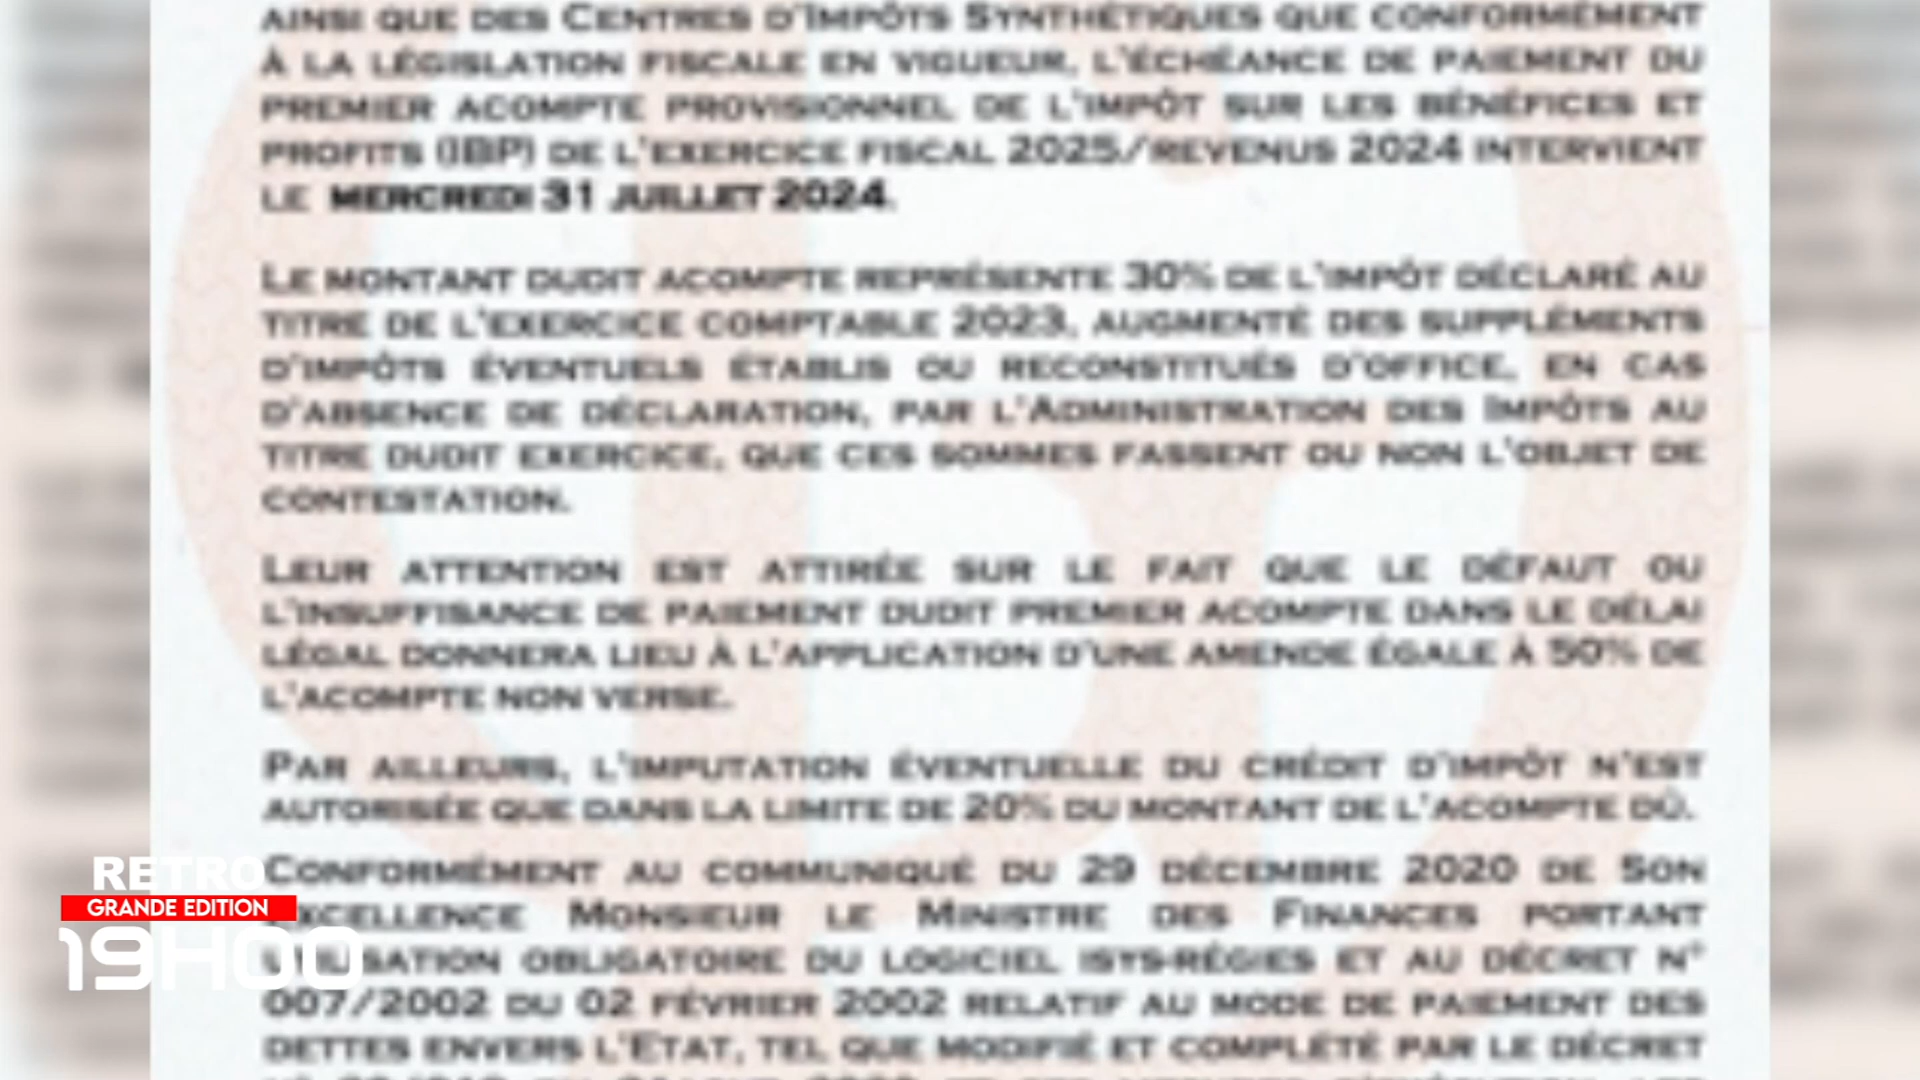 AINSI QUE DES CENTRES D'IMPÔTS SYNTHÉTIQUES QUE CONFORMÉMENT
À LA LÉGISLATION FISCALE EN VIGUEUR, L'ÉCHÉANCE DE PAIEMENT DU
PREMIER ACOMPTE PROVISIONNEL DE L'IMPÔT SUR LES BÉNÉFICES ET
PROFITS (IBP) DE L'EXERCICE FISCAL 2025/REVENUS 2024 INTERVIENT
LE MERCREDI 31 JUILLET 2024.
LE MONTANT DUDIT ACOMPTE REPRÉSENTE 30% DE L'IMPÔT DÉCLARÉ AU
TITRE DE L'EXERCICE COMPTABLE 2023, AUGMENTÉ DES SUPPLÉMENTS
D'IMPÔTS ÉVENTUELS ÉTABLIS OU RECONSTITUÉS D'OFFICE, EN CAS
D'ABSENCE DE DÉCLARATION, PAR L'ADMINISTRATION DES IMPÔTS AU
TITRE DUDIT EXERCICE, QUE CES SOMMES FASSENT OU NON L'OBJET DE
CONTESTATION.
LEUR ATTENTION EST ATTIRÉE SUR LE FAIT QUE LE DÉFAUT OU
L'INSUFFISANCE DE PAIEMENT DUDIT PREMIER ACOMPTE DANS LE DÉLAI
LÉGAL DONNERA LIEU À L'APPLICATION D'UNE AMENDE ÉGALE À 50% DE
L'ACOMPTE NON VERSE.
PAR AILLEURS, L'IMPUTATION ÉVENTUELLE DU CRÉDIT D'IMPÔT N'EST
AUTORISÉE QUE DANS LA LIMITE DE 20% DU MONTANT DE L'ACOMPTE DÛ.
CONFORMÉMENT AU COMMUNIQUÉ DU 29 DÉCEMBRE 2020 DE SON
EXCELLENCE MONSIEUR LE MINISTRE DES FINANCES PORTANT
UTILISATION OBLIGATOIRE DU LOGICIEL ISYS-RÉGIES ET AU DÉCRET N°
007/2002 DU 02 FÉVRIER 2002 RELATIF AU MODE DE PAIEMENT DES
DETTES ENVERS L'ETAT, TEL QUE MODIFIÉ ET COMPLÉTÉ PAR LE DÉCRET
RETRO
GRANDE EDITION
19H00